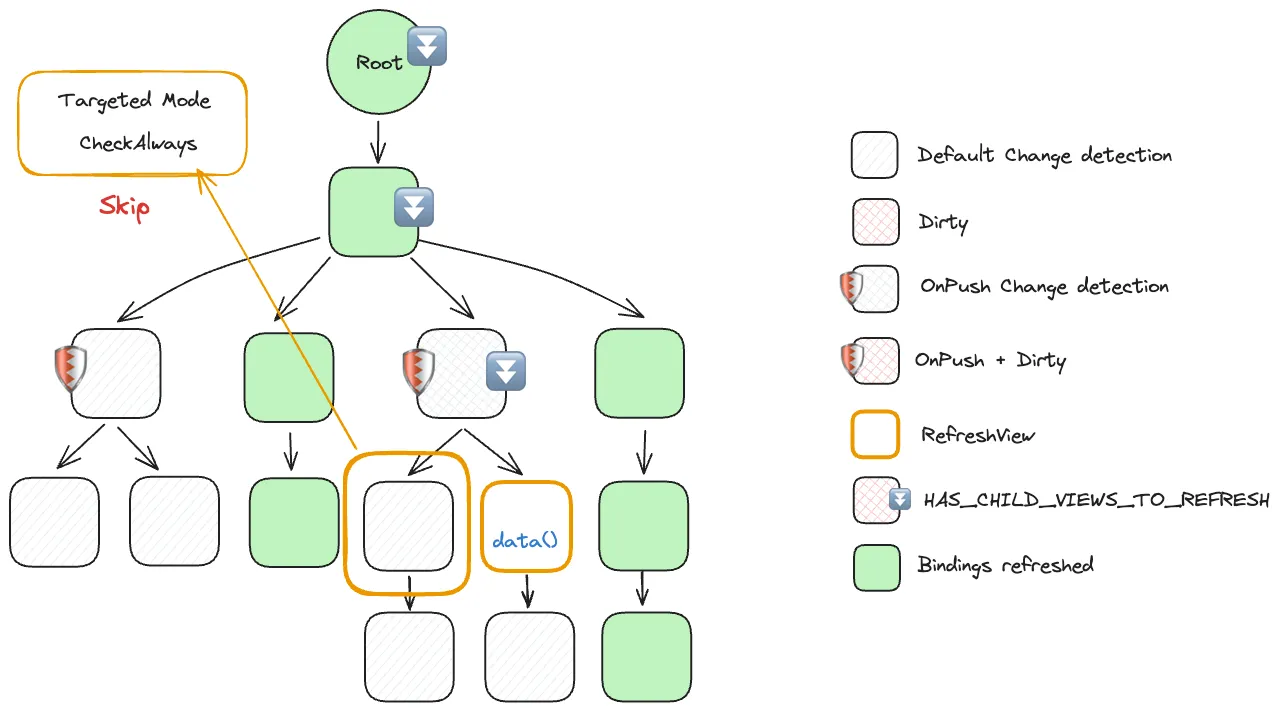 Root
Targeted Mode
CheckAlways
Skip
data()
Default Change detection
Dirty
OnPush Change detection
OnPush + Dirty
RefreshView
HAS_CHILD_VIEWS_TO_REFRESH
Bindings refreshed